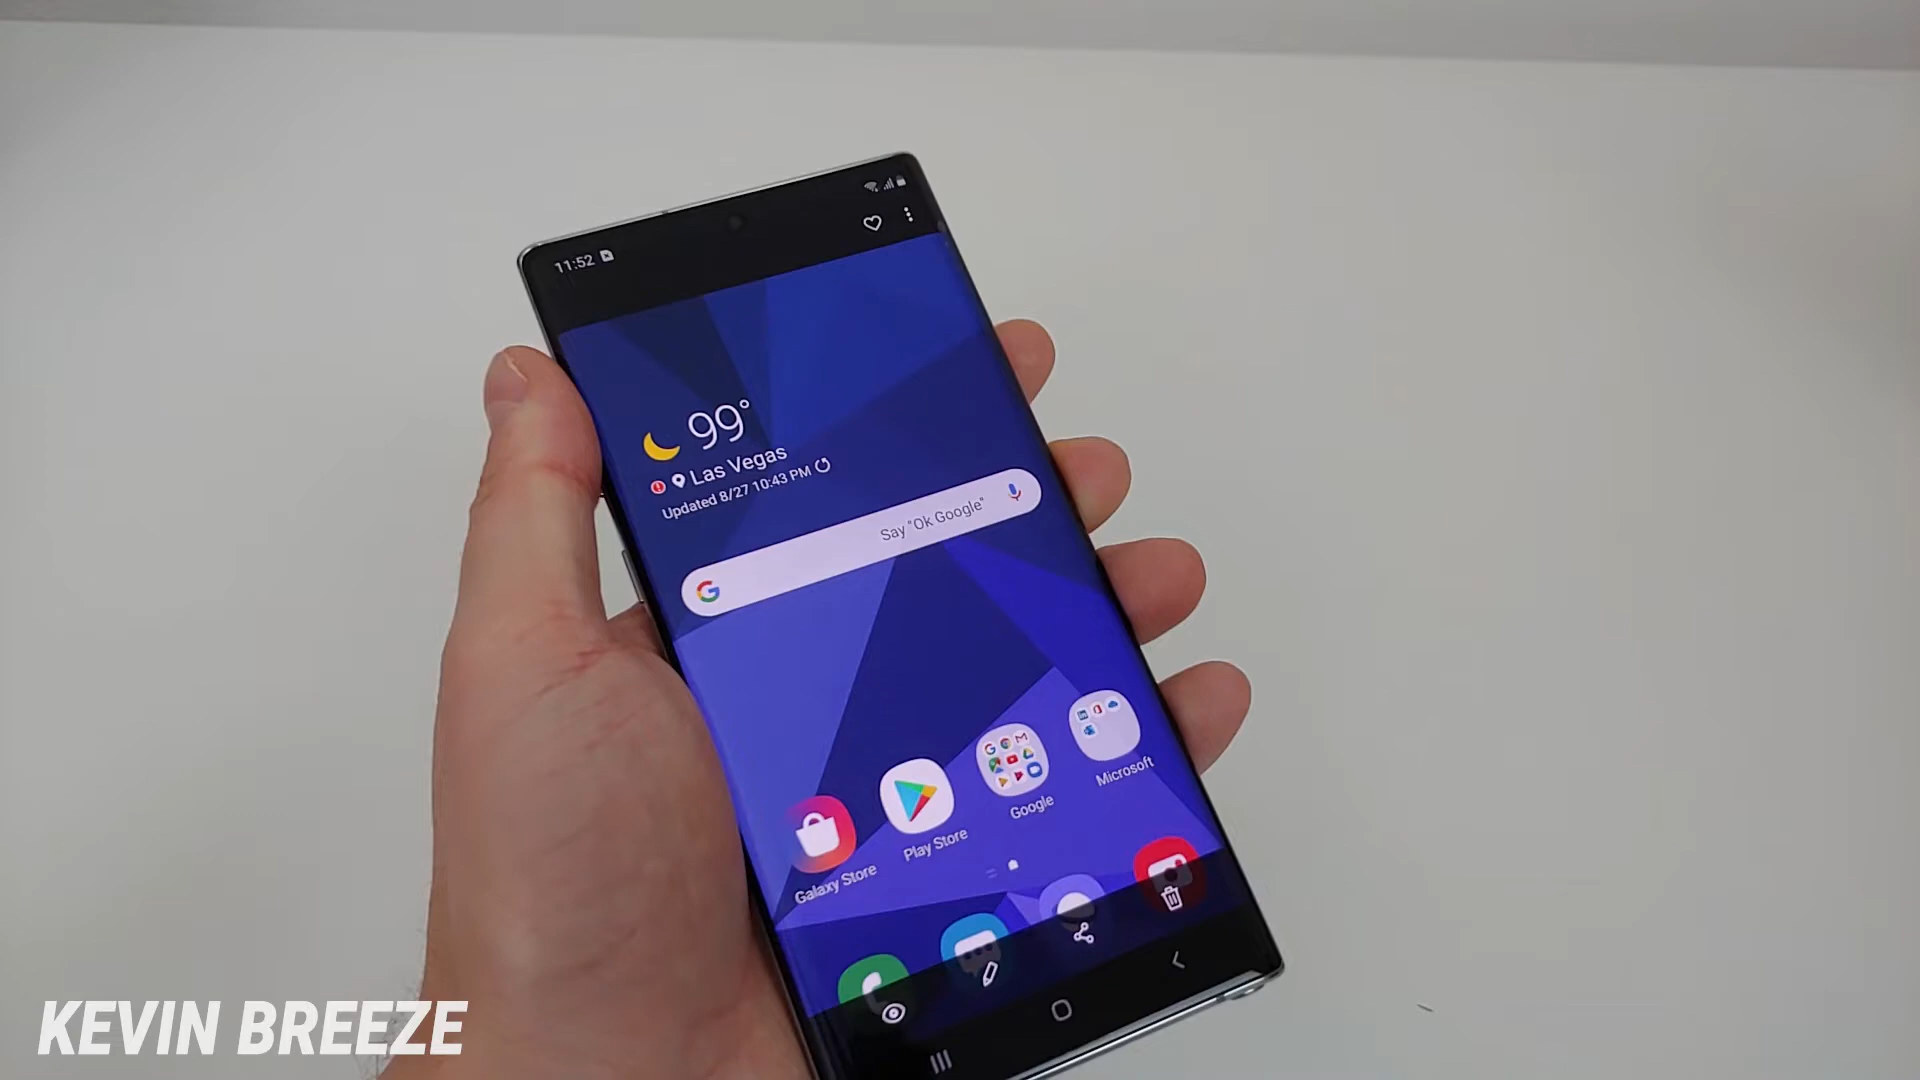 11:52
99°
Las Vegas
Updated 8/27 10:43 PM
Say "Ok Google"
G
Galaxy Store
Play Store
Google
Microsoft
KEVIN BREEZE